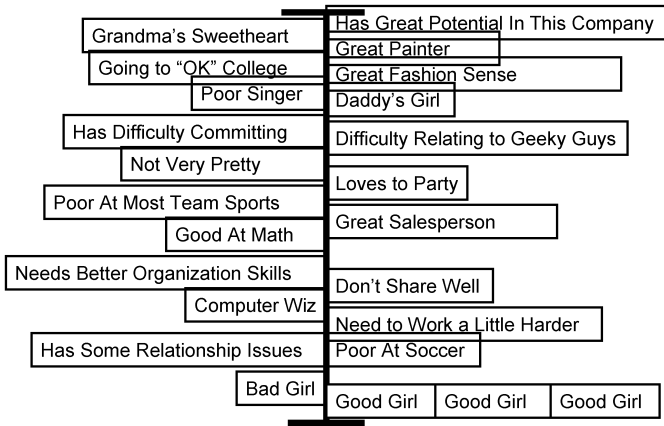 Has Great Potential In This Company
Grandma's Sweetheart
Great Painter
Going to “OK” College
Great Fashion Sense
Poor Singer
Daddy's Girl
Has Difficulty Committing
Difficulty Relating to Geeky Guys
Not Very Pretty
Loves to Party
Poor At Most Team Sports
Great Salesperson
Good At Math
Needs Better Organization Skills
Don't Share Well
Computer Wiz
Need to Work a Little Harder
Has Some Relationship Issues
Poor At Soccer
Bad Girl
Good Girl Good Girl Good Girl